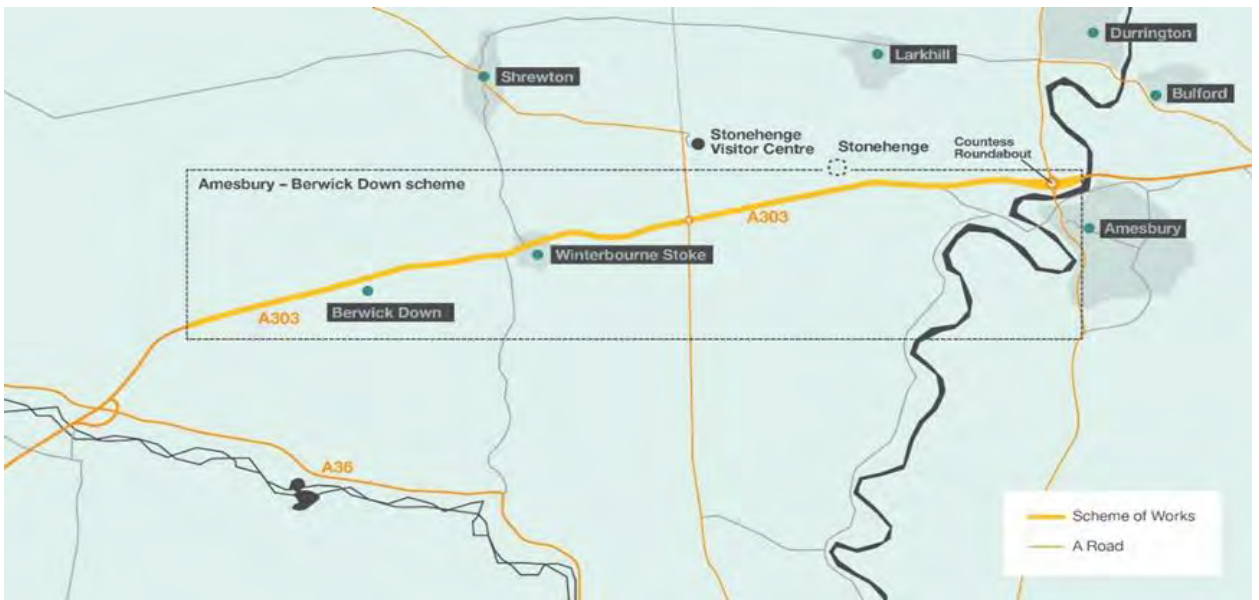 Durrington
Larkhill
Shrewton
Bulford
Stonehenge
Visitor Centre
Stonehenge
Countess
Roundabout
Amesbury – Berwick Down scheme
A303
Amesbury
Winterbourne Stoke
Berwick Down
A303
A36
Scheme of Works
A Road